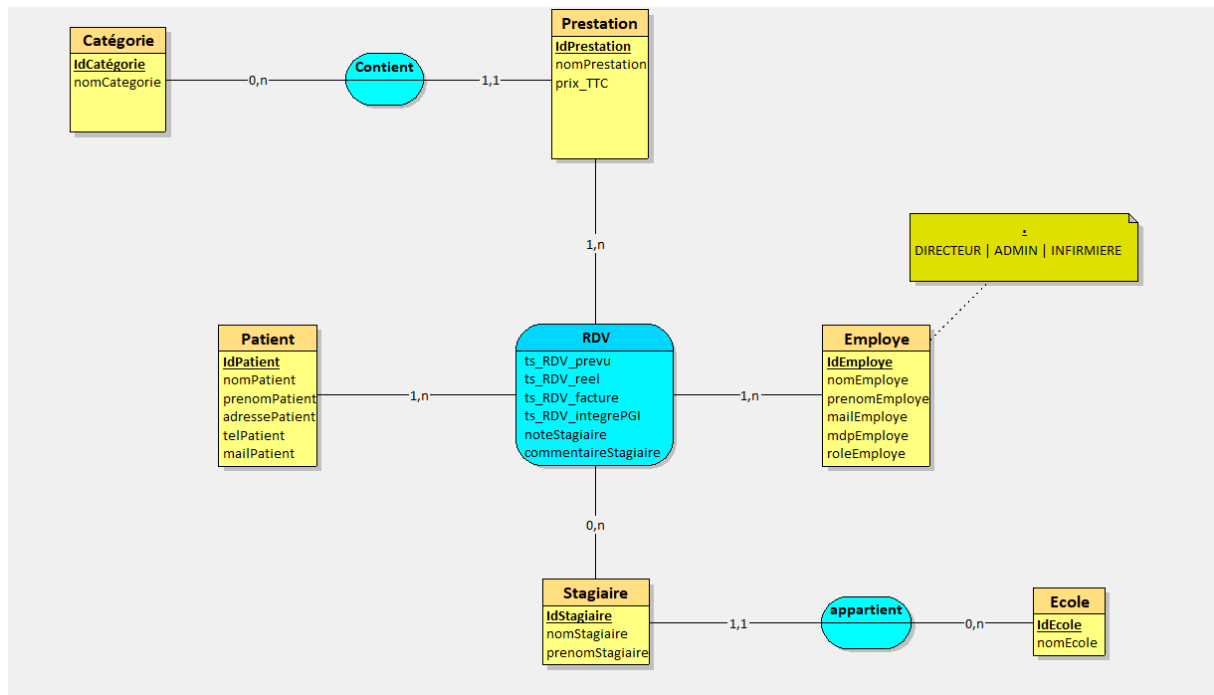 Catégorie
IdCatégorie
nomCategorie
0,n
Contient
1,1
Prestation
IdPrestation
nomPrestation
prix_TTC
1,n
.
DIRECTEUR | ADMIN | INFIRMIERE
Patient
IdPatient
nomPatient
prenomPatient
adressePatient
telPatient
mailPatient
1,n
RDV
ts_RDV_prevu
ts_RDV_reel
ts_RDV_facture
ts_RDV_integrePGI
noteStagiaire
commentaireStagiaire
1,n
Employe
IdEmploye
nomEmploye
prenomEmploye
mailEmploye
mdpEmploye
roleEmploye
0,n
Stagiaire
IdStagiaire
nomStagiaire
prenomStagiaire
1,1
appartient
0,n
Ecole
IdEcole
nomEcole